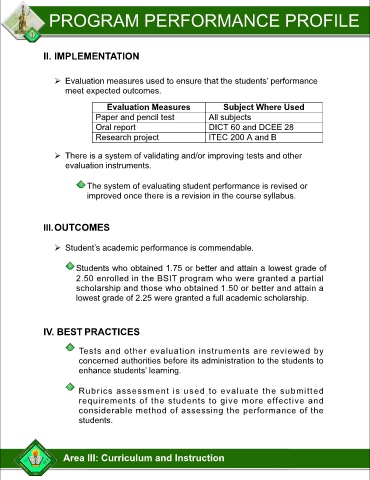 PROGRAM PERFORMANCE PROFILE
II. IMPLEMENTATION
➢ Evaluation measures used to ensure that the students' performance
meet expected outcomes.
Evaluation Measures Subject Where Used
Paper and pencil test All subjects
Oral report DICT 60 and DCEE 28
Research project ITEC 200 A and B
➢ There is a system of validating and/or improving tests and other
evaluation instruments.
The system of evaluating student performance is revised or
improved once there is a revision in the course syllabus.
III. OUTCOMES
➢ Student's academic performance is commendable.
Students who obtained 1.75 or better and attain a lowest grade of
2.50 enrolled in the BSIT program who were granted a partial
scholarship and those who obtained 1.50 or better and attain a
lowest grade of 2.25 were granted a full academic scholarship.
IV. BEST PRACTICES
Tests and other evaluation instruments are reviewed by
concerned authorities before its administration to the students to
enhance students' learning.
Rubrics assessment is used to evaluate the submitted
requirements of the students to give more effective and
considerable method of assessing the performance of the
students.
Area III: Curriculum and Instruction